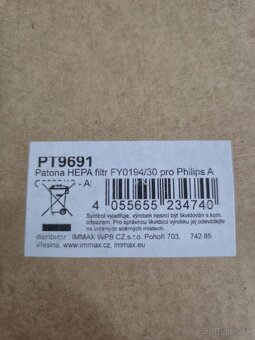 PT9691
Patona HEPA filtr FY0194/30 pro Philips A
- A
4 055655 234740
Symbol vyjadřuje, výrobek nesmí být likvidován s kom.
odpadem. Pro správnou likvidaci výrobku jej odevzdejte
na určených sběrných místech.
distributor : IMMAX WPB CZ,s.r.o. Pohoří 703, 742 85
Vřesina, www.immax.cz, immax.eu